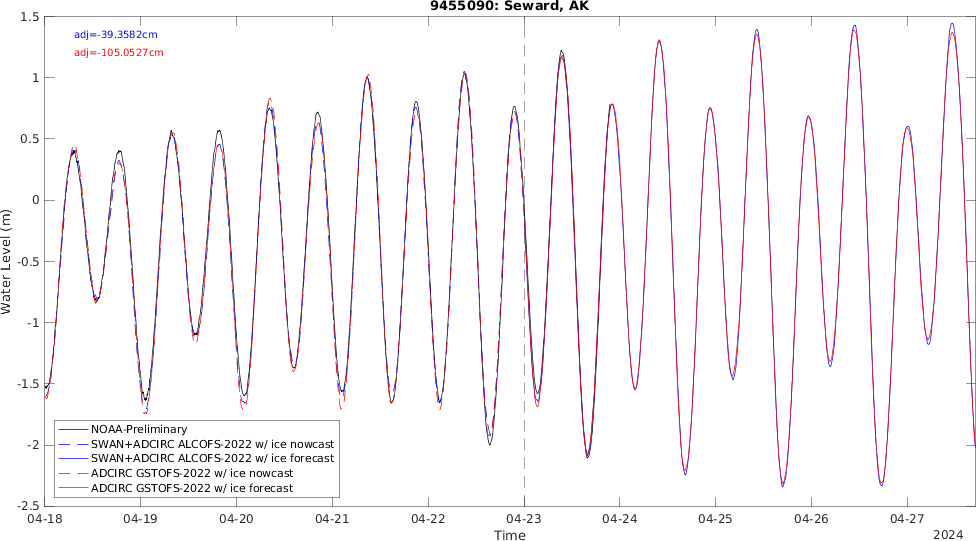 9455090: Seward, AK
adj=-39.3582cm
adj=-105.0527cm
Water Level (m)
1.5
1
0.5
0
-0.5
-1
-1.5
-2
-2.5
NOAA-Preliminary
SWAN+ADCIRC ALCOFS-2022 w/ ice nowcast
SWAN+ADCIRC ALCOFS-2022 w/ ice forecast
ADCIRC GSTOFS-2022 w/ ice nowcast
ADCIRC GSTOFS-2022 w/ ice forecast
04-18 04-19 04-20 04-21 04-22 04-23 04-24 04-25 04-26 04-27
Time
2024